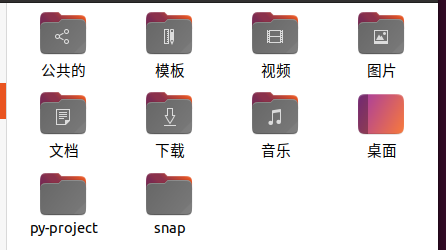 公共的 模板 视频 图片
文档 下载 音乐 桌面
py-project snap